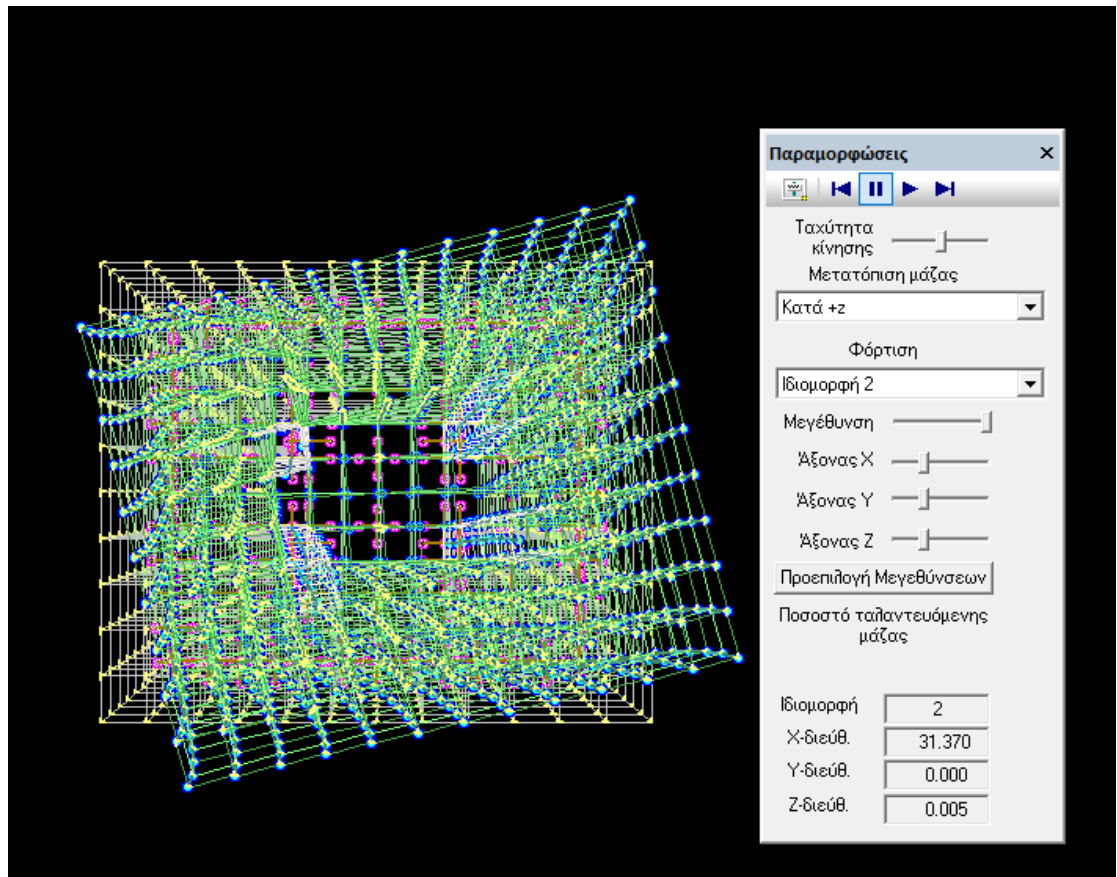 Παραμορφώσεις
Ταχύτητα
κίνησης
Μετατόπιση μάζας
Κατά +z
Φόρτιση
Ιδιομορφή 2
Μεγέθυνση
Άξονας X
Άξονας Y
Άξονας Z
Προεπιλογή Μεγεθύνσεων
Ποσοστό ταλαντευόμενης
μάζας
Ιδιομορφή 2
X-διεύθ. 31.370
Y-διεύθ. 0.000
Z-διεύθ. 0.005